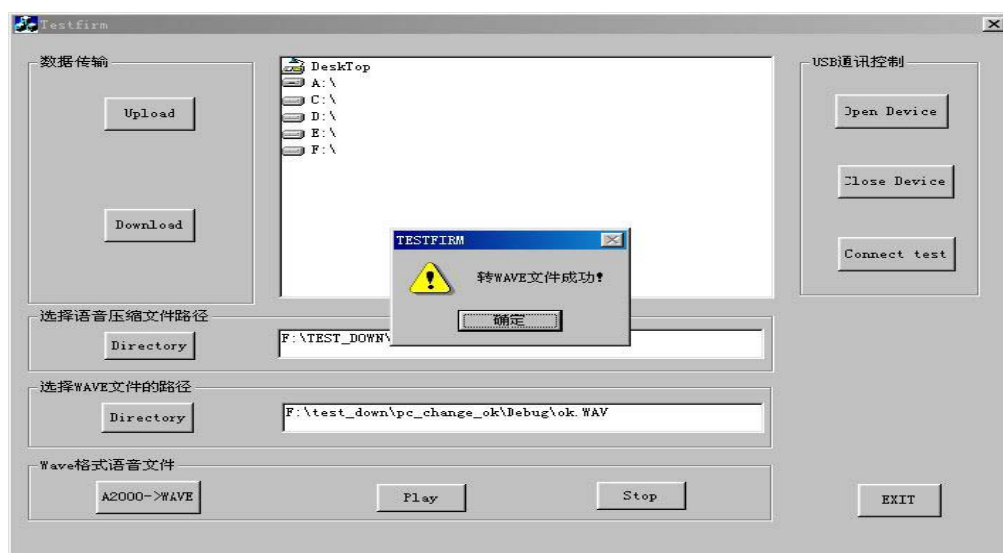 Testfirm
数据传输
Upload
Download
DeskTop
A:\
C:\
D:\
E:\
F:\
USB通讯控制
Open Device
Close Device
Connect test
TESTFIRM
转WAVE文件成功!
确定
选择语音压缩文件路径
Directory
F:\TEST_DOWN\
选择WAVE文件的路径
Directory
F:\test_down\pc_change_ok\Debug\ok.WAV
Wave格式语音文件
A2000->WAVE
Play
Stop
EXIT